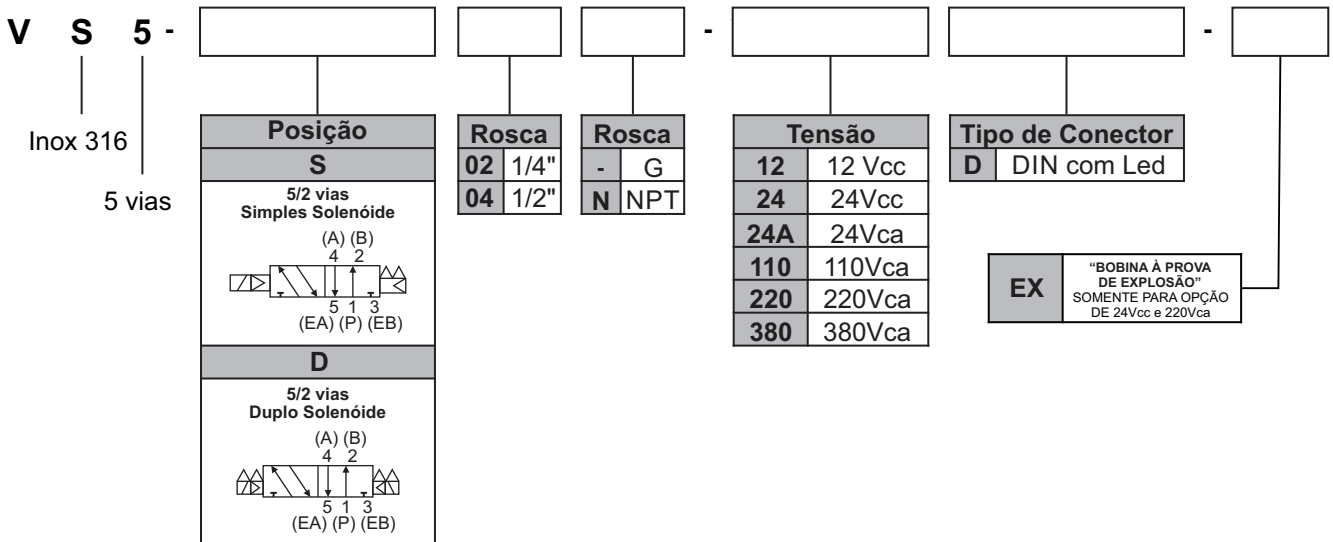 V S 5 - - -
Inox 316
5 vias
Posição
S
5/2 vias
Simples Solenóide
(A) (B)
4 2
5 1 3
(EA) (P) (EB)
D
5/2 vias
Duplo Solenóide
(A) (B)
4 2
5 1 3
(EA) (P) (EB)
Rosca
02 1/4"
04 1/2"
Rosca
- G
N NPT
Tensão
12 12 Vcc
24 24Vcc
24A 24Vca
110 110Vca
220 220Vca
380 380Vca
Tipo de Conector
D DIN com Led
EX
“BOBINA À PROVA
DE EXPLOSÃO”
SOMENTE PARA OPÇÃO
DE 24Vcc e 220Vca